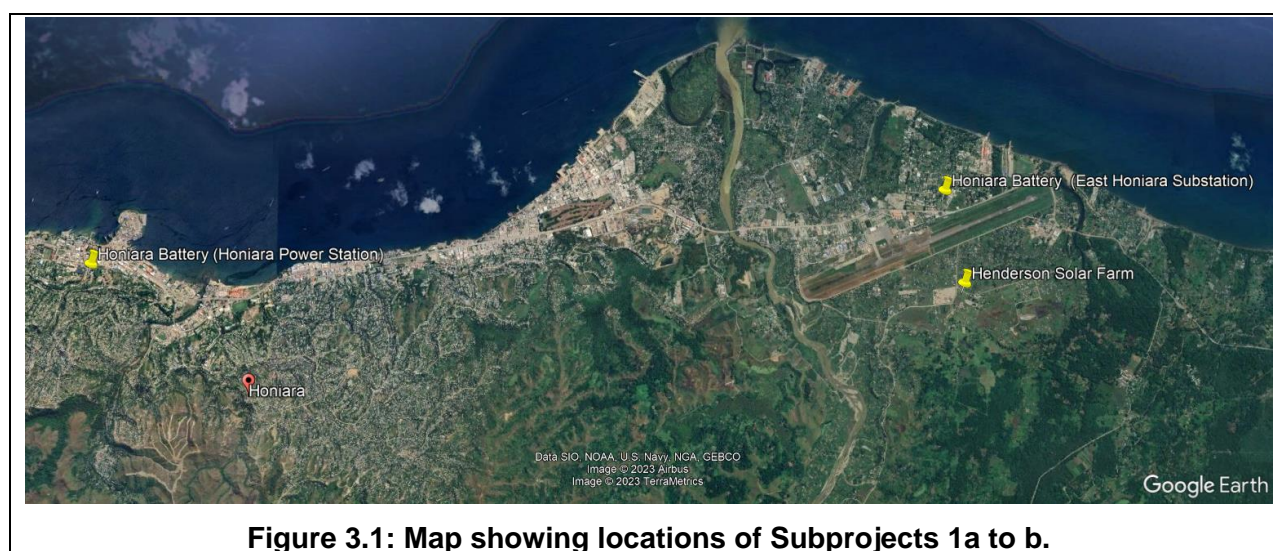 Honiara Battery (East Honiara Substation)
Honiara Battery (Honiara Power Station)
Henderson Solar Farm
Honiara
Data SIO, NOAA, U.S. Navy, NGA, GEBCO
Image © 2023 Airbus
Image © 2023 TerraMetrics
Google Earth
Figure 3.1: Map showing locations of Subprojects 1a to b.